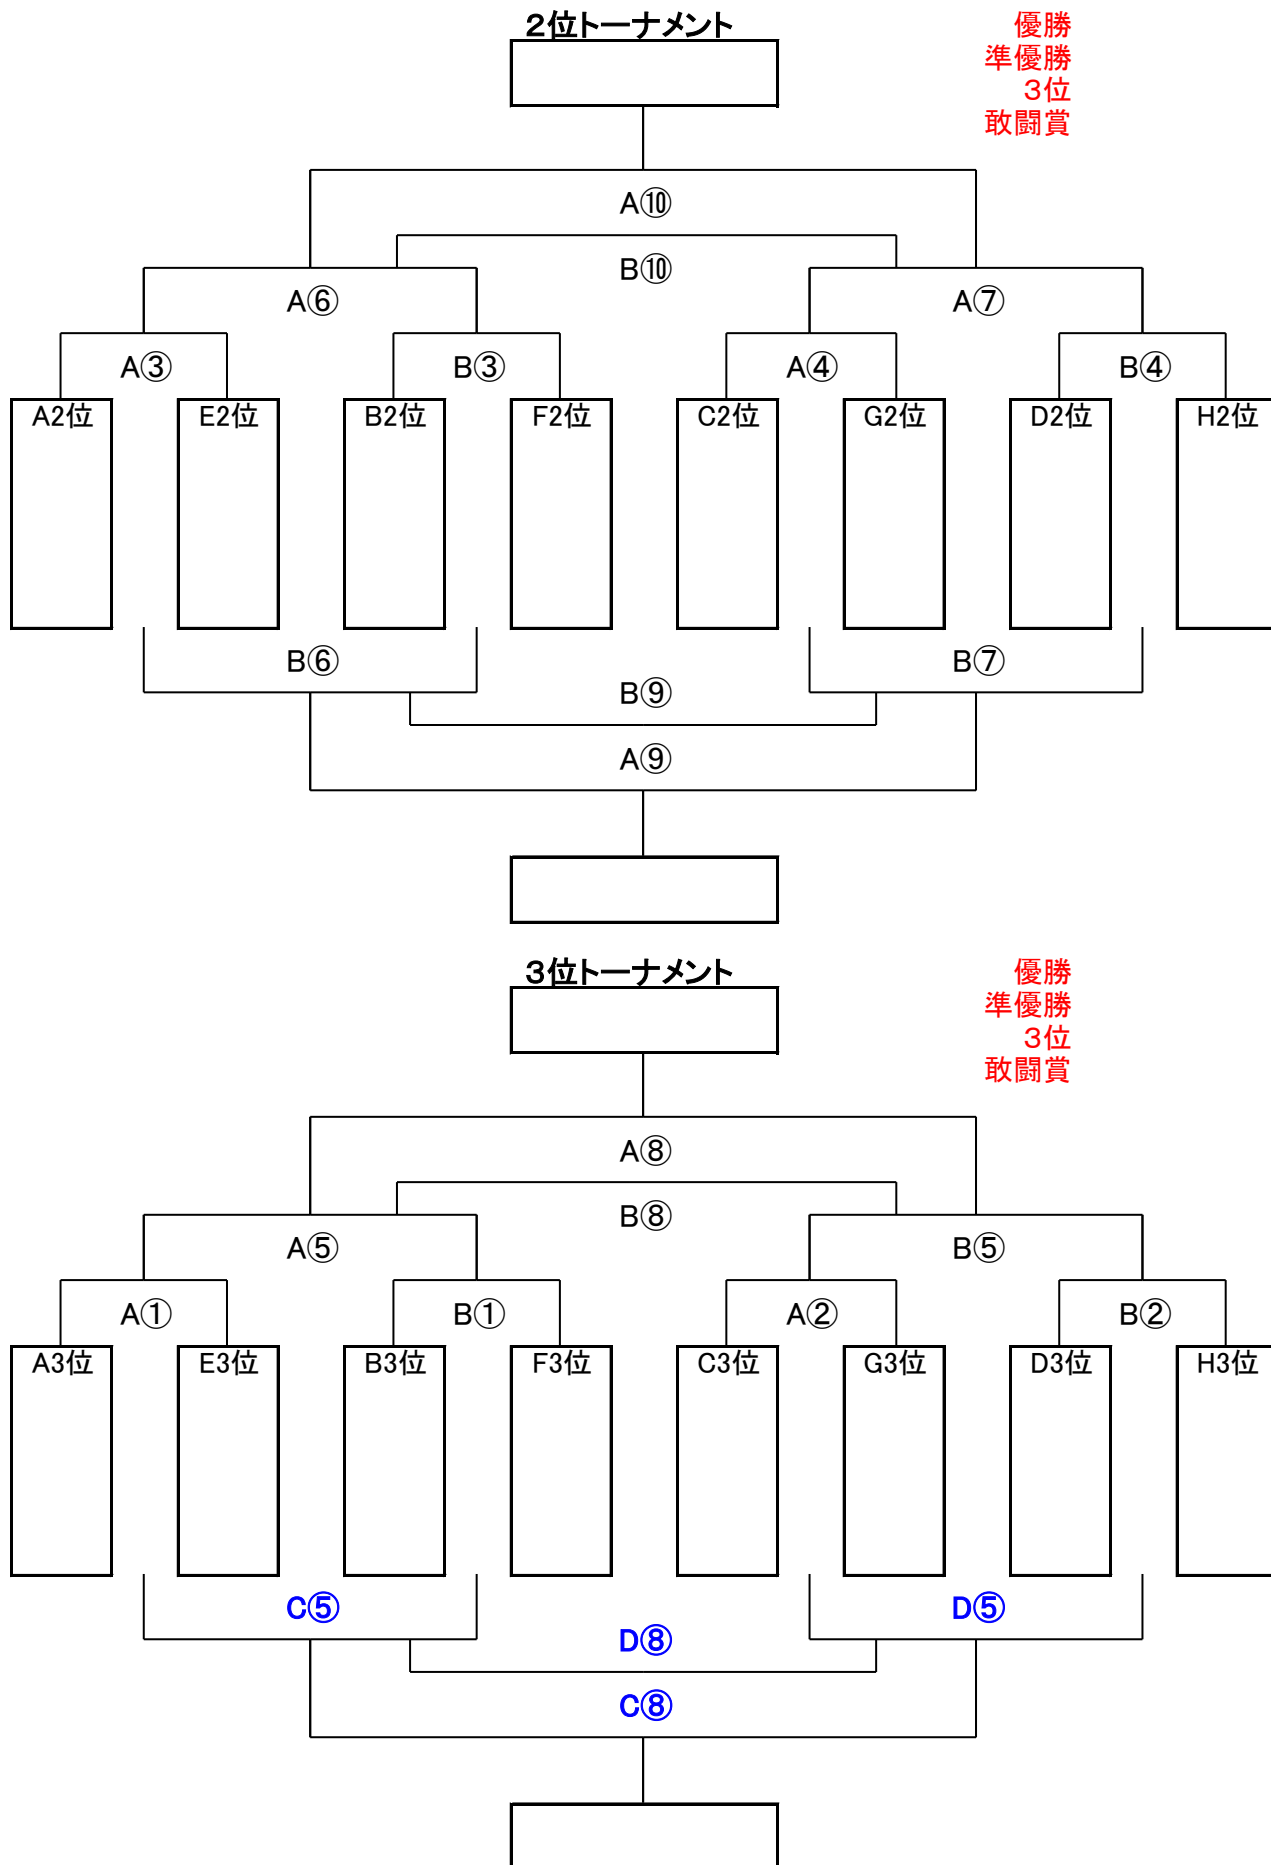 2位トーナメント
優勝
準優勝
3位
敢闘賞
A⑩
B⑩
A⑥
A⑦
A③
B③
A④
B④
A2位
E2位
B2位
F2位
C2位
G2位
D2位
H2位
B⑥
B⑦
B⑨
A⑨
3位トーナメント
優勝
準優勝
3位
敢闘賞
A⑧
B⑧
A⑤
B⑤
A①
B①
A②
B②
A3位
E3位
B3位
F3位
C3位
G3位
D3位
H3位
C⑤
D⑤
D⑧
C⑧